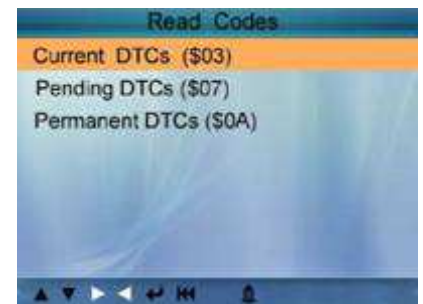 Read Codes
Current DTCs ($03)
Pending DTCs ($07)
Permanent DTCs ($0A)